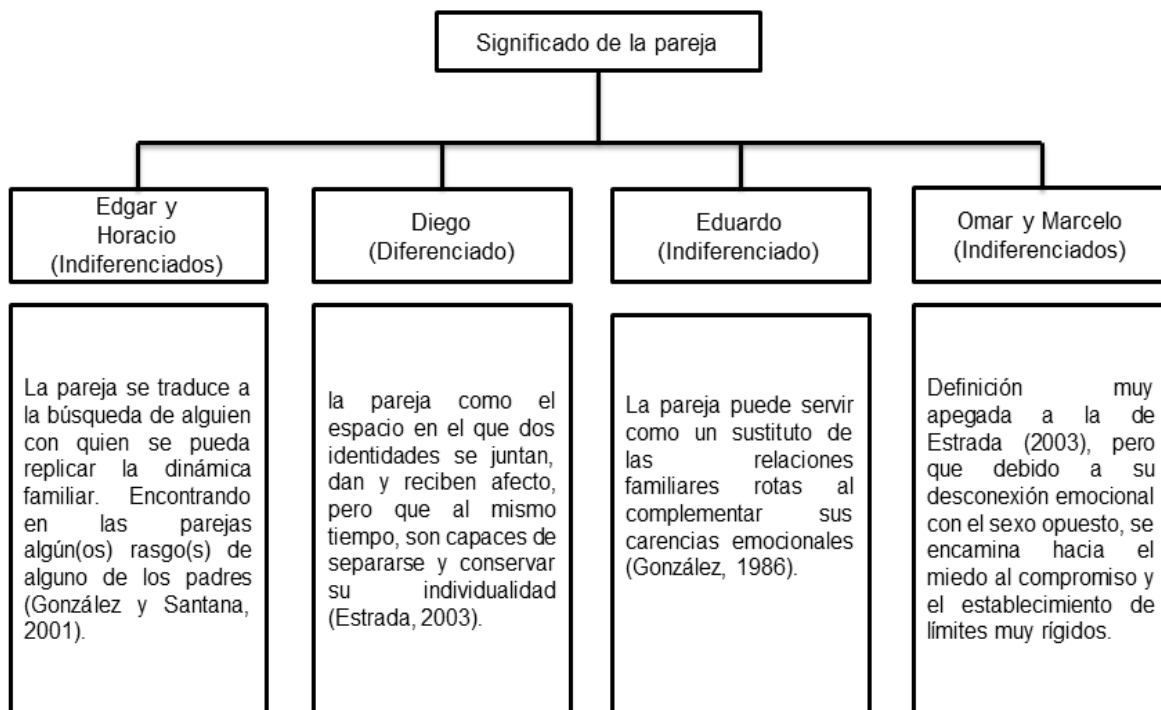 Significado de la pareja
Edgar y
Horacio
(Indiferenciados)
Diego
(Diferenciado)
Eduardo
(Indiferenciado)
Omar y Marcelo
(Indiferenciados)
La pareja se traduce a
la búsqueda de alguien
con quien se pueda
replicar la dinámica
familiar. Encontrando
en las parejas
algún(os) rasgo(s) de
alguno de los padres
(González y Santana,
2001).
la pareja como el
espacio en el que dos
identidades se juntan,
dan y reciben afecto,
pero que al mismo
tiempo, son capaces de
separarse y conservar
su individualidad
(Estrada, 2003).
La pareja puede servir
como un sustituto de
las relaciones
familiares rotas al
complementar sus
carencias emocionales
(González, 1986).
Definición muy
apegada a la de
Estrada (2003), pero
que debido a su
desconexión emocional
con el sexo opuesto, se
encamina hacia el
miedo al compromiso y
el establecimiento de
límites muy rígidos.